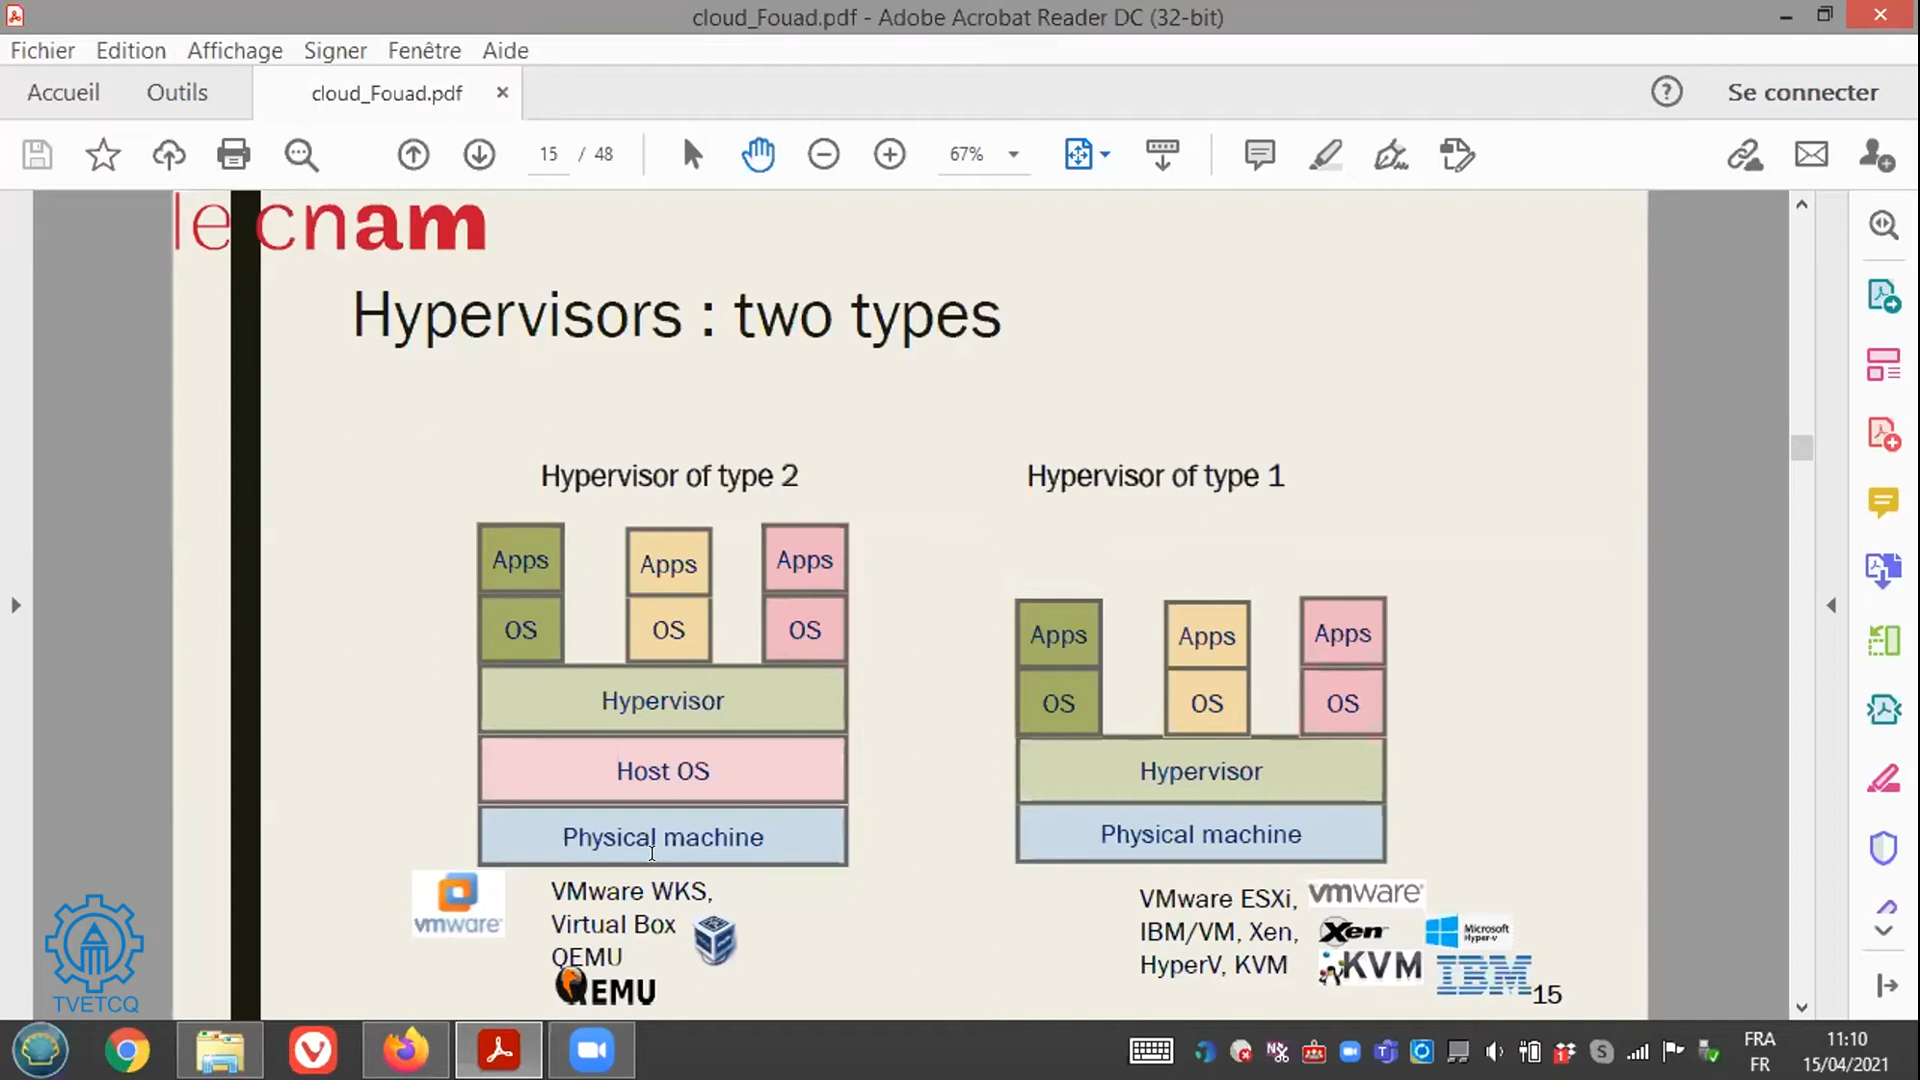 cloud_Fouad.pdf - Adobe Acrobat Reader DC (32-bit)
Fichier Edition Affichage Signer Fenêtre Aide
Accueil Outils cloud_Fouad.pdf × ? Se connecter
15 / 48 67%
le cnam
Hypervisors : two types
Hypervisor of type 2
Hypervisor of type 1
Apps Apps Apps
OS OS OS
Hypervisor
Host OS
Physical machine
Apps Apps Apps
OS OS OS
Hypervisor
Physical machine
vmware
VMware WKS,
Virtual Box
QEMU
QEMU
VMware ESXi,
IBM/VM, Xen,
HyperV, KVM
vmware
Xen
Microsoft
Hyper-v
KVM
IBM
15
TVETCQ
FRA
FR
11:10
15/04/2021